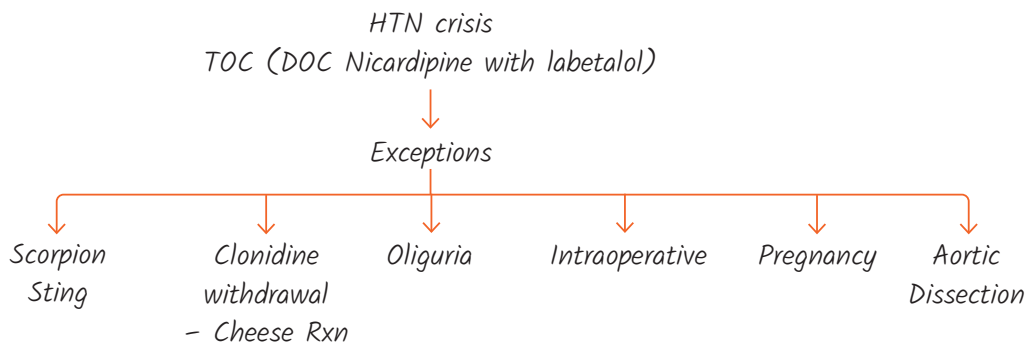 HTN crisis
TOC (DOC Nicardipine with labetalol)
Exceptions
Scorpion
Sting
Clonidine
withdrawal
- Cheese Rxn
Oliguria
Intraoperative
Pregnancy
Aortic
Dissection